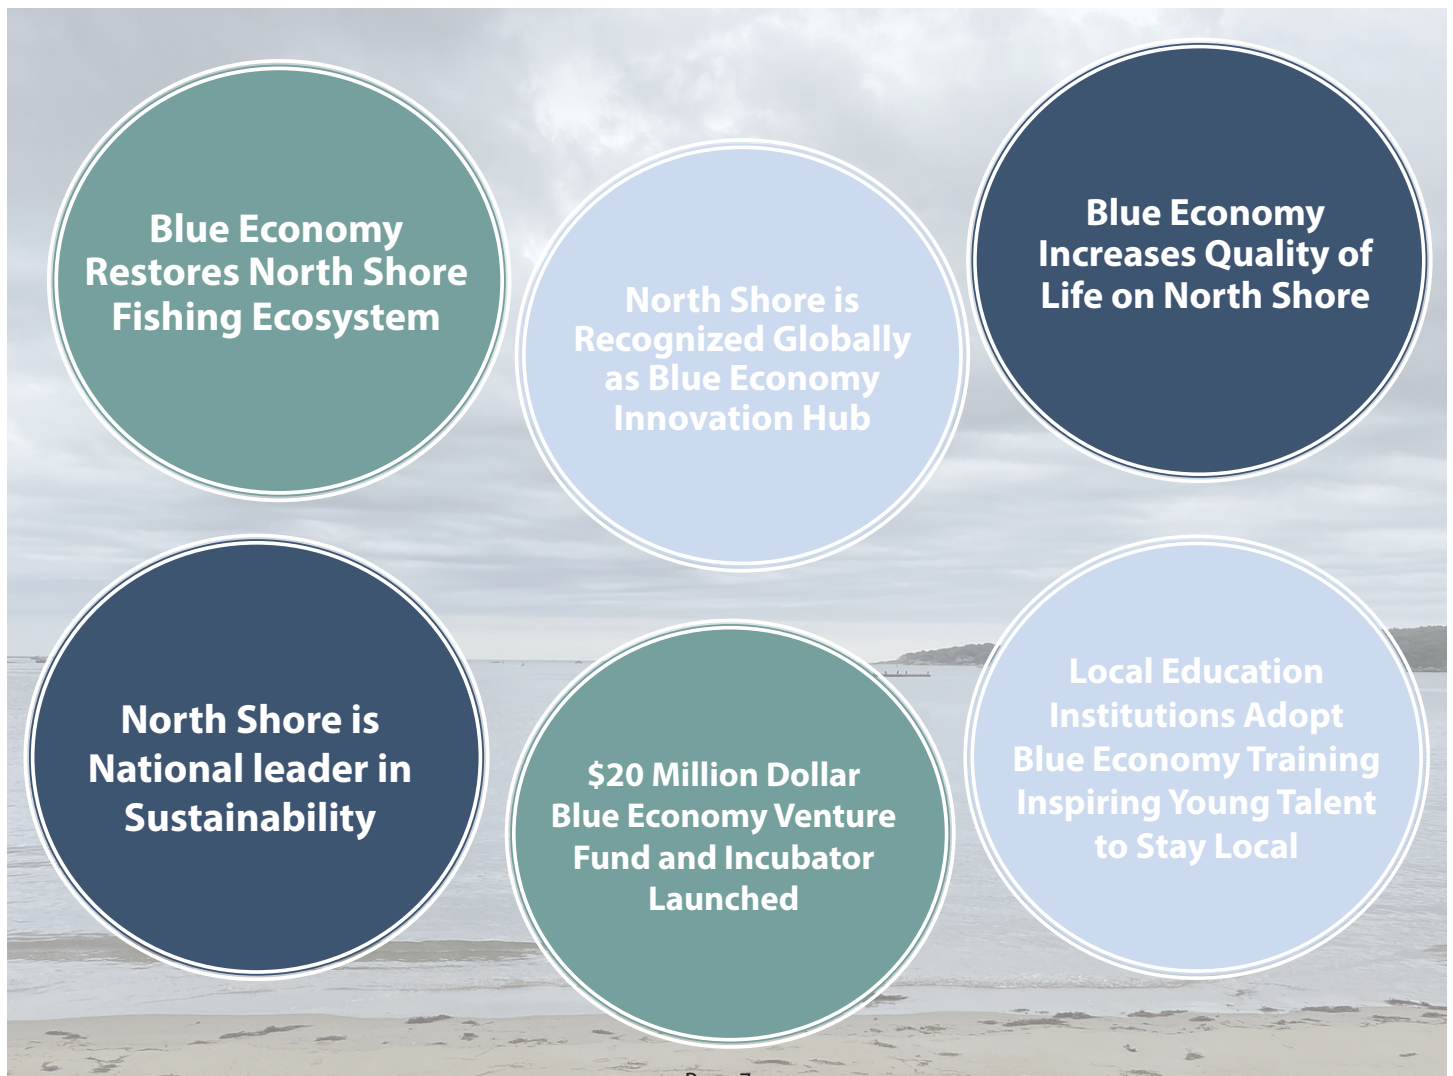 Blue Economy
Restores North Shore
Fishing Ecosystem
North Shore is
Recognized Globally
as Blue Economy
Innovation Hub
Blue Economy
Increases Quality of
Life on North Shore
North Shore is
National leader in
Sustainability
$20 Million Dollar
Blue Economy Venture
Fund and Incubator
Launched
Local Education
Institutions Adopt
Blue Economy Training
Inspiring Young Talent
to Stay Local